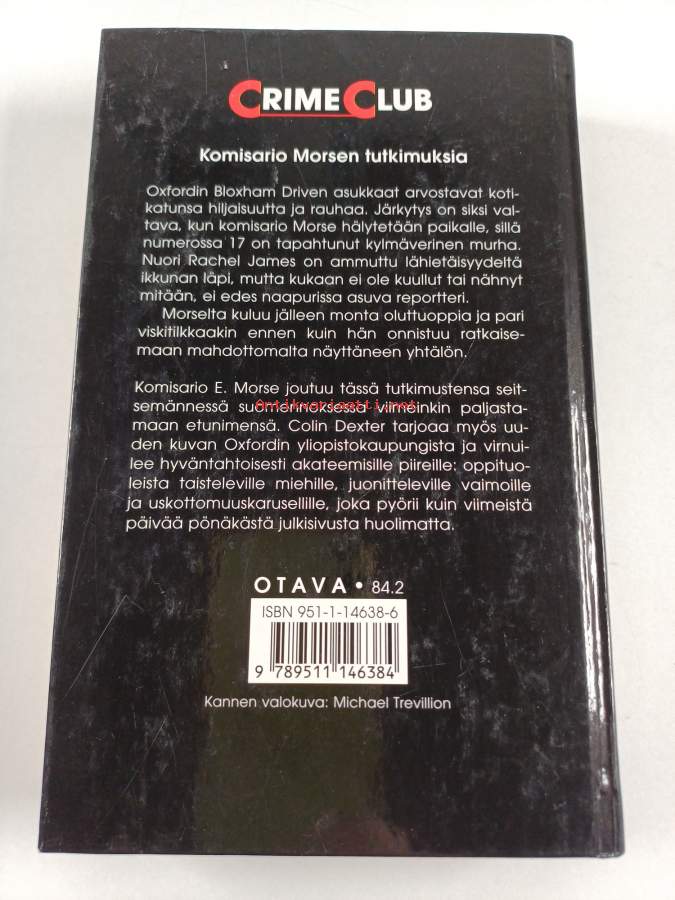 CRIME CLUB
Komisario Morsen tutkimuksia
Oxfordin Bloxham Driven asukkaat arvostavat koti-
katunsa hiljaisuutta ja rauhaa. Järkytys on siksi val-
tava, kun komisario Morse hälytetään paikalle, sillä
numerossa 17 on tapahtunut kylmäverinen murha.
Nuori Rachel James on ammuttu lähietäisyydeltä
ikkunan läpi, mutta kukaan ei ole kuullut tai nähnyt
mitään, ei edes naapurissa asuva reportteri.
Morselta kuluu jälleen monta oluttuoppia ja pari
viskitilkkaakin ennen kuin hän onnistuu ratkaise-
maan mahdottomalta näyttäneen yhtälön.
Komisario E. Morse joutuu tässä tutkimustensa seit-
semännessä suomennoksessa viimeinkin paljasta-
Antikvariaatti.net
maan etunimensä. Colin Dexter tarjoaa myös uu-
den kuvan Oxfordin yliopistokaupungista ja virnui-
lee hyväntahtoisesti akateemisille piireille: oppituo-
leista taisteleville miehille, juonitteleville vaimoille
ja uskottomuuskarusellille, joka pyörii kuin viimeistä
päivää pönäkästä julkisivusta huolimatta.
OTAVA • 84.2
ISBN 951-1-14638-6
9 789511 146384
Kannen valokuva: Michael Trevillion